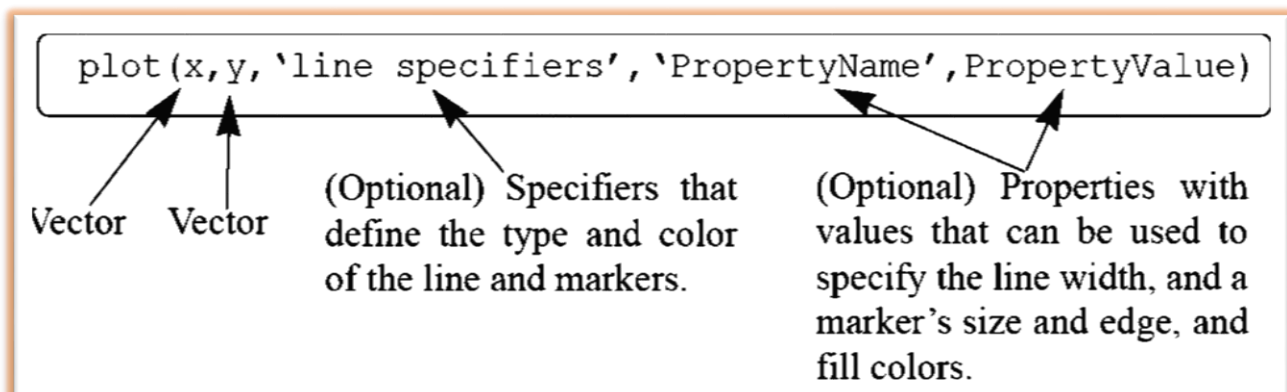 plot(x,y,‘line specifiers’,‘PropertyName’,PropertyValue)
Vector
Vector
(Optional) Specifiers that
define the type and color
of the line and markers.
(Optional) Properties with
values that can be used to
specify the line width, and a
marker’s size and edge, and
fill colors.